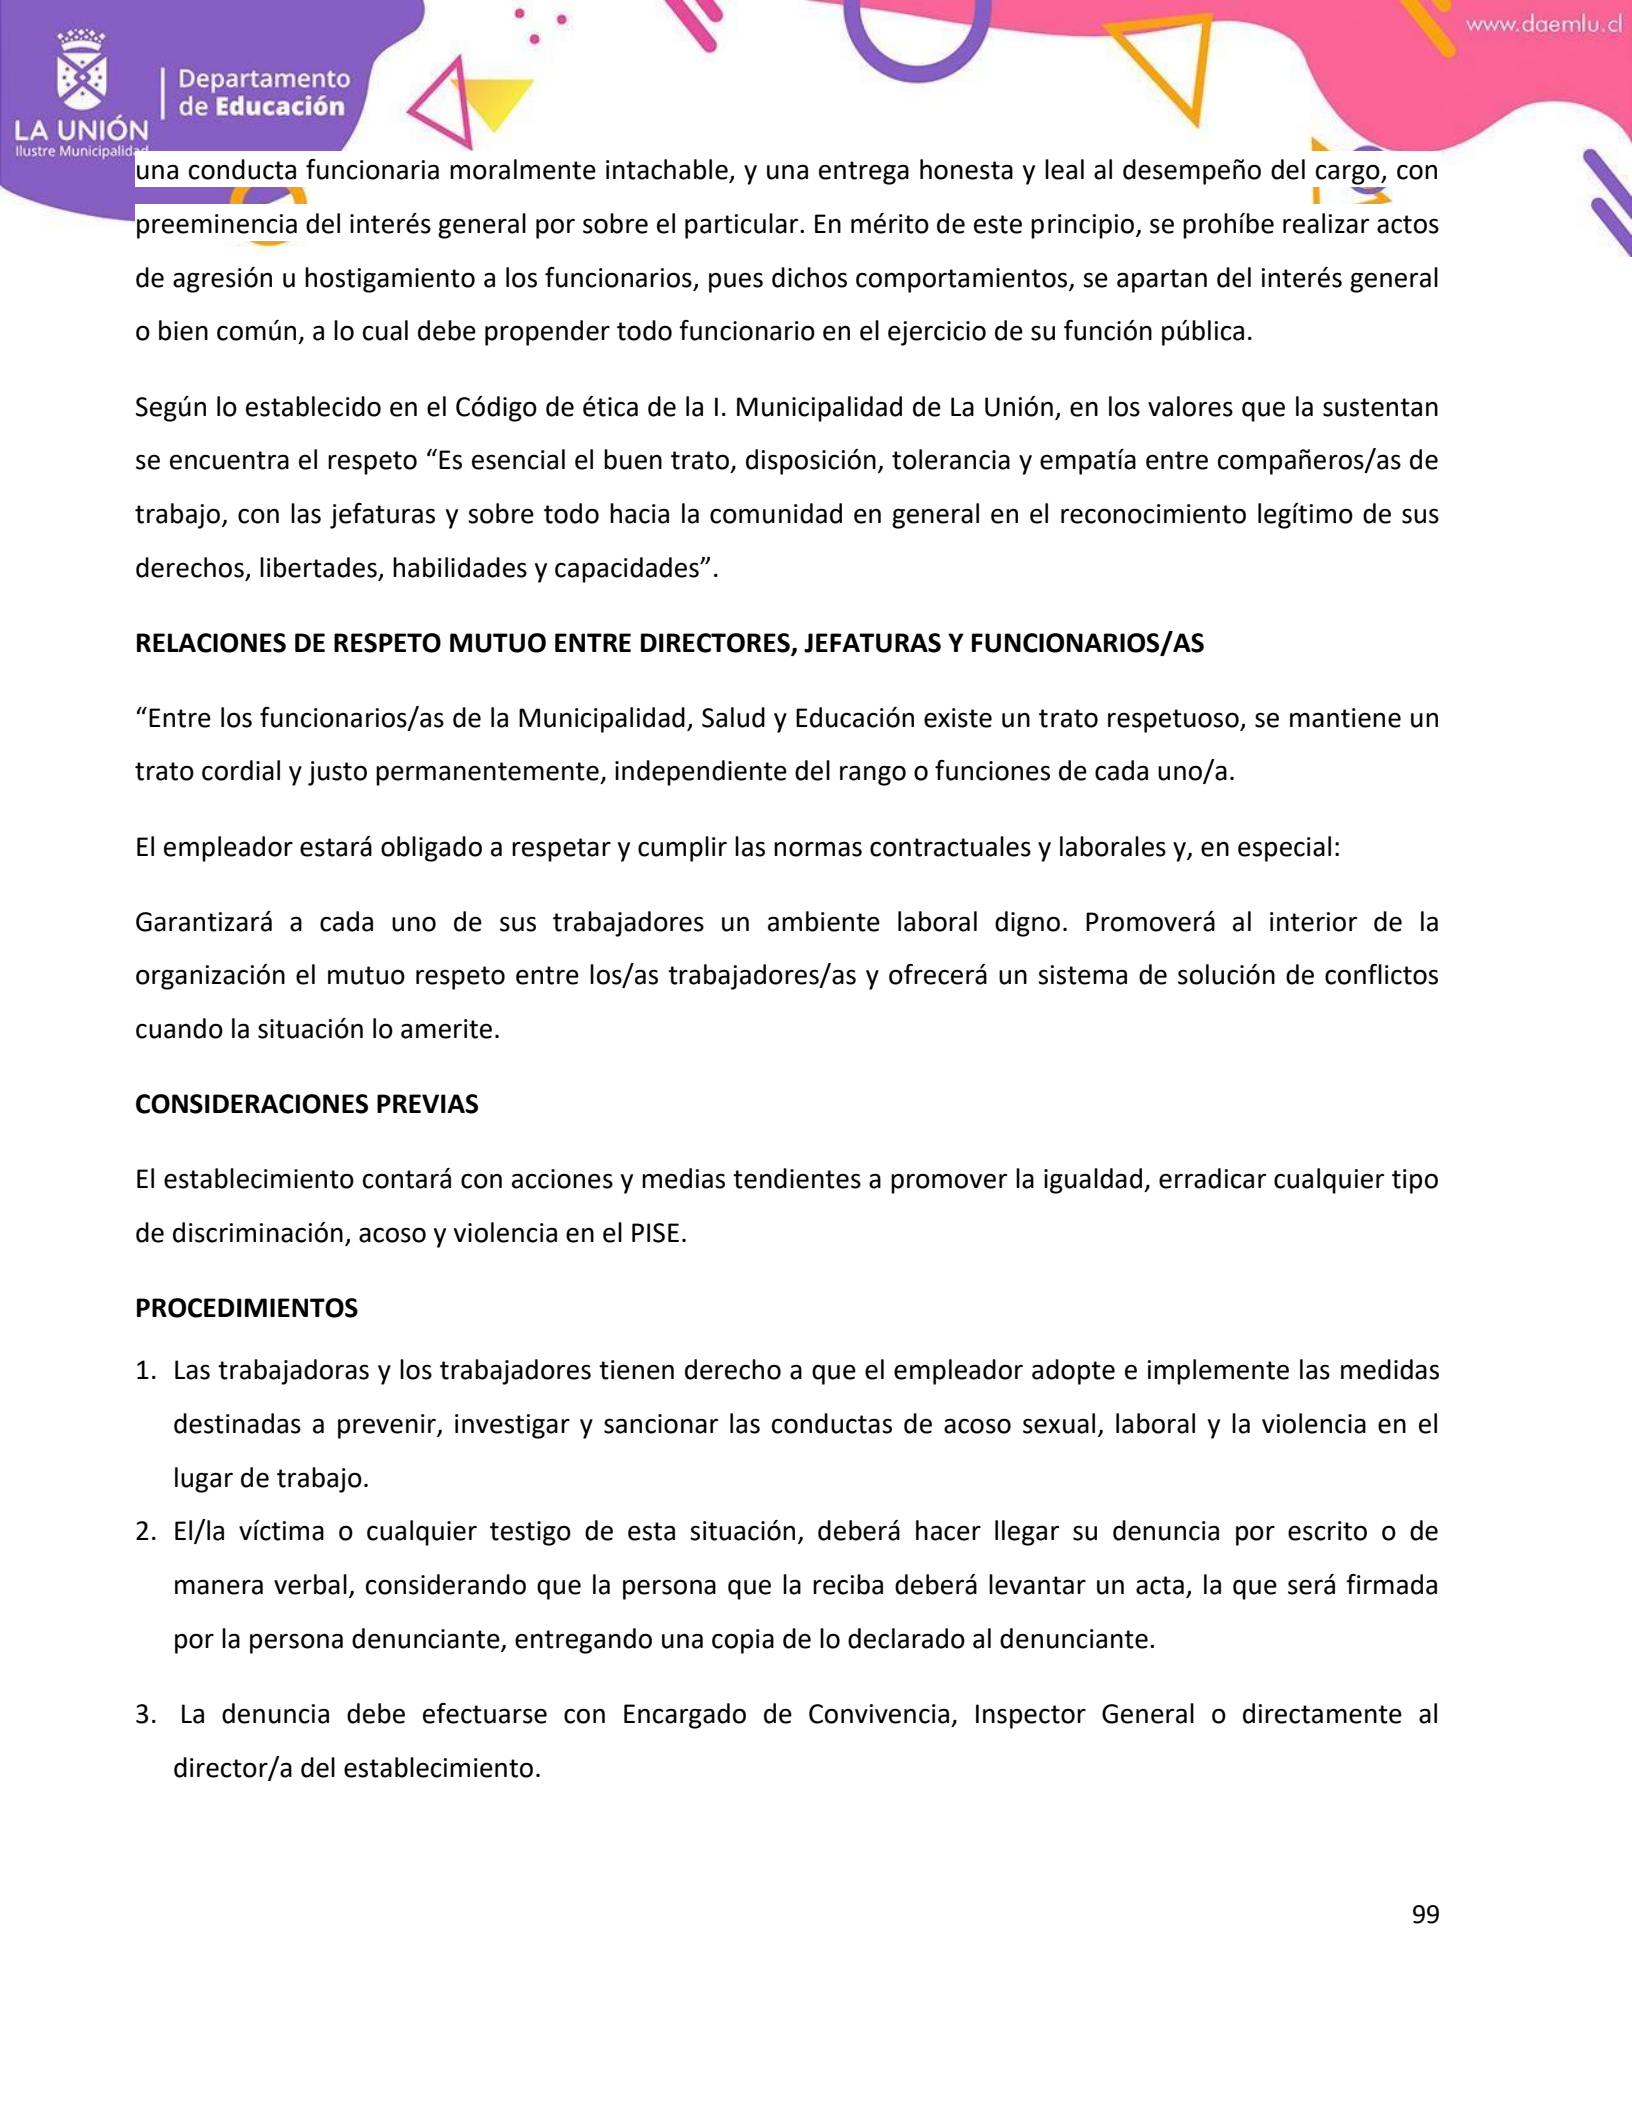 www.daemlu.cl
Departamento
de Educación
LA UNIÓN
Ilustre Municipalidad
una conducta funcionaria moralmente intachable, y una entrega honesta y leal al desempeño del cargo, con
preeminencia del interés general por sobre el particular. En mérito de este principio, se prohíbe realizar actos
de agresión u hostigamiento a los funcionarios, pues dichos comportamientos, se apartan del interés general
o bien común, a lo cual debe propender todo funcionario en el ejercicio de su función pública.
Según lo establecido en el Código de ética de la I. Municipalidad de La Unión, en los valores que la sustentan
se encuentra el respeto “Es esencial el buen trato, disposición, tolerancia y empatía entre compañeros/as de
trabajo, con las jefaturas y sobre todo hacia la comunidad en general en el reconocimiento legítimo de sus
derechos, libertades, habilidades y capacidades”.
RELACIONES DE RESPETO MUTUO ENTRE DIRECTORES, JEFATURAS Y FUNCIONARIOS/AS
“Entre los funcionarios/as de la Municipalidad, Salud y Educación existe un trato respetuoso, se mantiene un
trato cordial y justo permanentemente, independiente del rango o funciones de cada uno/a.
El empleador estará obligado a respetar y cumplir las normas contractuales y laborales y, en especial:
Garantizará a cada uno de sus trabajadores un ambiente laboral digno. Promoverá al interior de la
organización el mutuo respeto entre los/as trabajadores/as y ofrecerá un sistema de solución de conflictos
cuando la situación lo amerite.
CONSIDERACIONES PREVIAS
El establecimiento contará con acciones y medias tendientes a promover la igualdad, erradicar cualquier tipo
de discriminación, acoso y violencia en el PISE.
PROCEDIMIENTOS
1. Las trabajadoras y los trabajadores tienen derecho a que el empleador adopte e implemente las medidas
destinadas a prevenir, investigar y sancionar las conductas de acoso sexual, laboral y la violencia en el
lugar de trabajo.
2. El/la víctima o cualquier testigo de esta situación, deberá hacer llegar su denuncia por escrito o de
manera verbal, considerando que la persona que la reciba deberá levantar un acta, la que será firmada
por la persona denunciante, entregando una copia de lo declarado al denunciante.
3. La denuncia debe efectuarse con Encargado de Convivencia, Inspector General o directamente al
director/a del establecimiento.
99